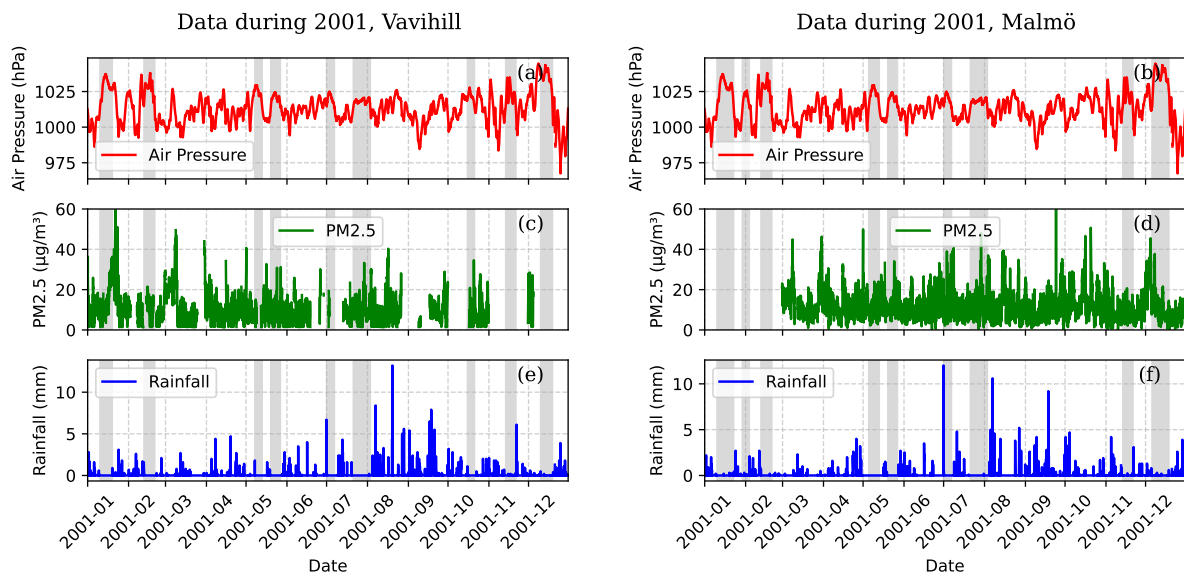 Data during 2001, Vavihill
Data during 2001, Malmö
Air Pressure (hPa)
1025
1000
975
(a)
Air Pressure
Air Pressure (hPa)
1025
1000
975
(b)
Air Pressure
PM2.5 (µg/m³)
60
40
20
0
(c)
PM2.5
PM2.5 (µg/m³)
60
40
20
0
(d)
PM2.5
Rainfall (mm)
10
5
0
(e)
Rainfall
2001-01
2001-02
2001-03
2001-04
2001-05
2001-06
2001-07
2001-08
2001-09
2001-10
2001-11
2001-12
Date
Rainfall (mm)
10
5
0
(f)
Rainfall
2001-01
2001-02
2001-03
2001-04
2001-05
2001-06
2001-07
2001-08
2001-09
2001-10
2001-11
2001-12
Date